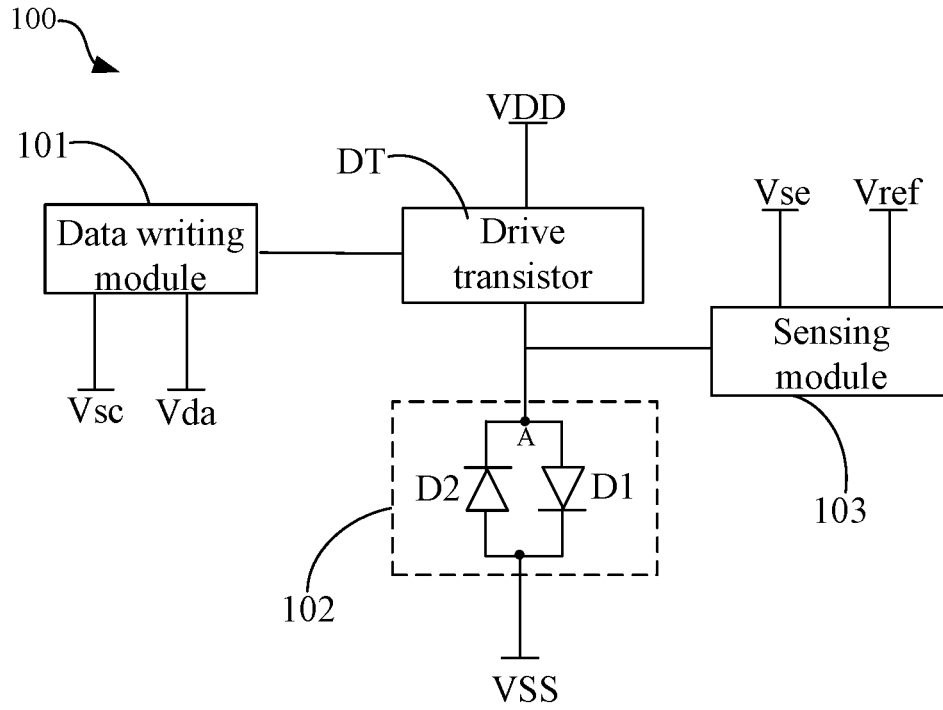 100
VDD
101
DT
Vse
Vref
Data writing
module
Drive
transistor
Sensing
module
Vsc
Vda
A
D2
D1
103
102
VSS